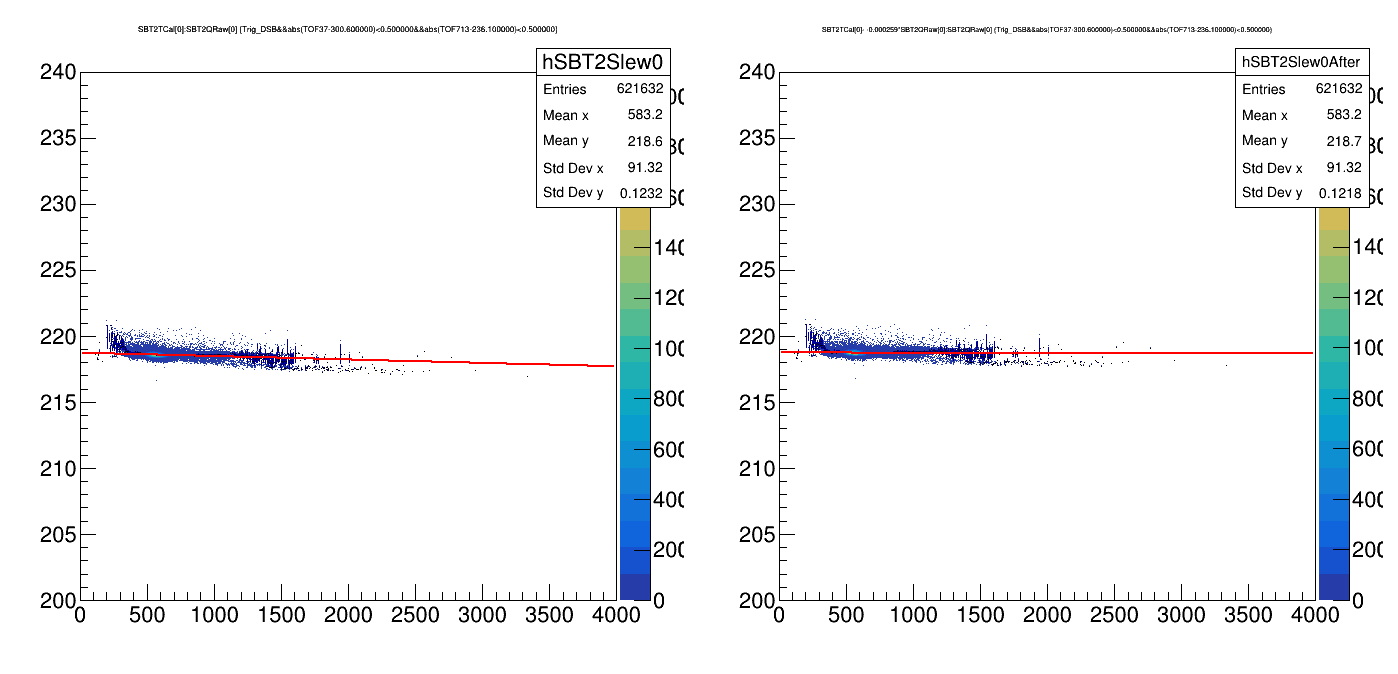 SBT2TCal[0]:SBT2QRaw[0] {Trig_DSB&&abs(TOF37-300.600000)<0.500000&&abs(TOF713-236.100000)<0.500000}
hSBT2Slew0
Entries 621632
Mean x 583.2
Mean y 218.6
Std Dev x 91.32
Std Dev y 0.1232
240
235
230
225
220
215
210
205
200
0 500 1000 1500 2000 2500 3000 3500 4000
140
120
100
800
600
400
200
0
SBT2TCal[0]- -0.000259*SBT2QRaw[0]:SBT2QRaw[0] {Trig_DSB&&abs(TOF37-300.600000)<0.500000&&abs(TOF713-236.100000)<0.500000}
hSBT2Slew0After
Entries 621632
Mean x 583.2
Mean y 218.7
Std Dev x 91.32
Std Dev y 0.1218
240
235
230
225
220
215
210
205
200
0 500 1000 1500 2000 2500 3000 3500 4000
140
120
100
800
600
400
200
0